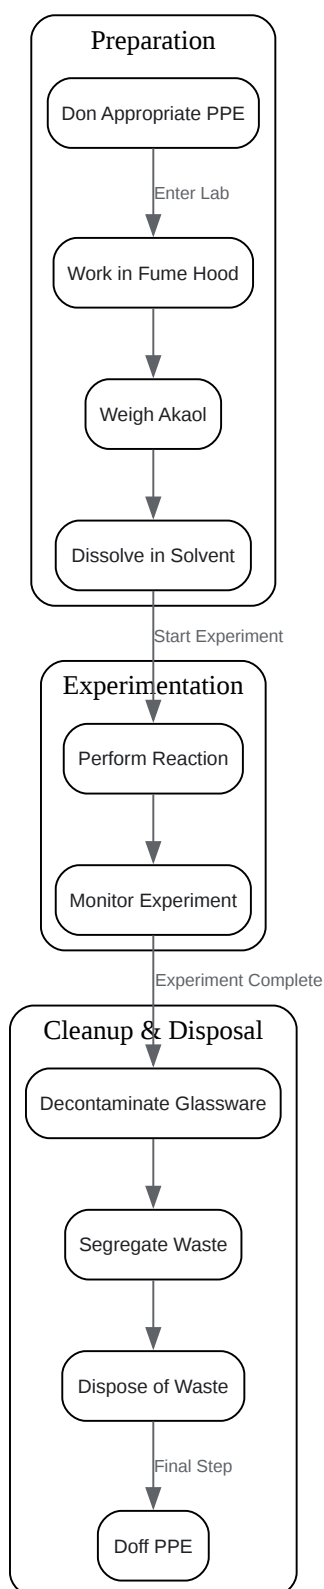 Preparation
Don Appropriate PPE
Enter Lab
Work in Fume Hood
Weigh Akaol
Dissolve in Solvent
Start Experiment
Experimentation
Perform Reaction
Monitor Experiment
Experiment Complete
Cleanup & Disposal
Decontaminate Glassware
Segregate Waste
Dispose of Waste
Final Step
Doff PPE